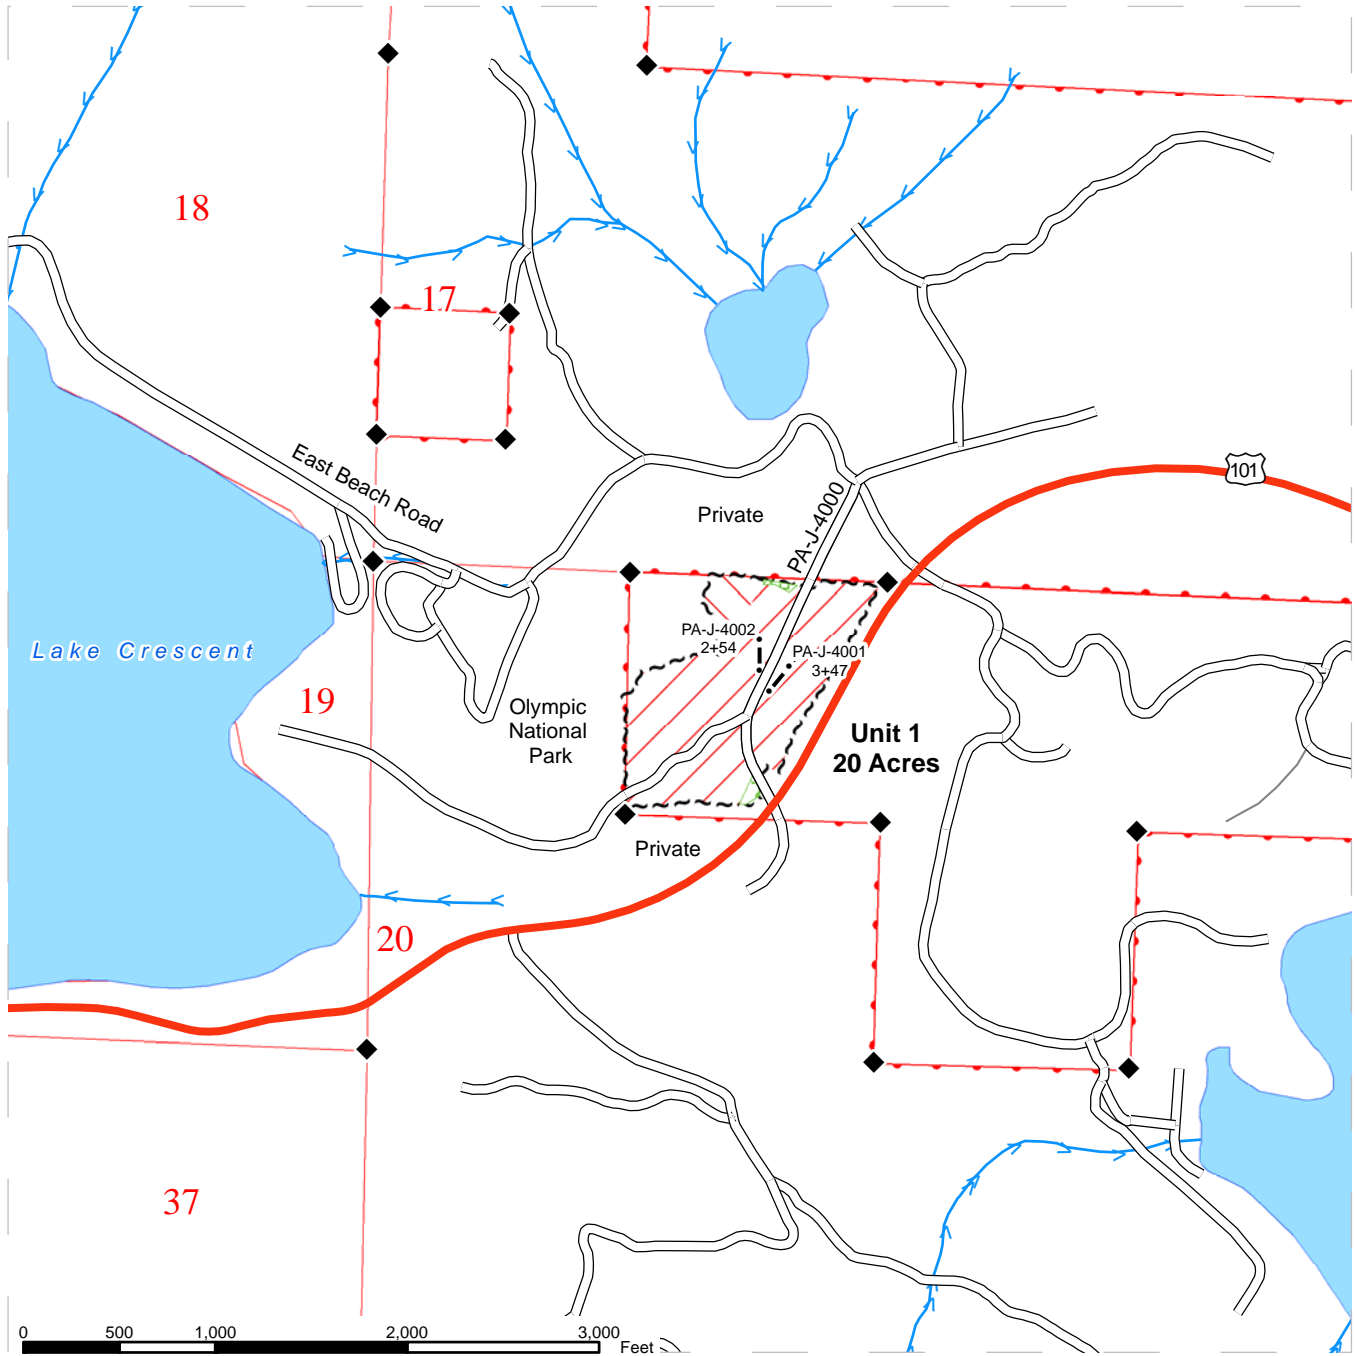 18
17
East Beach Road
101
Private
PA-J-4000
PA-J-4002
2+54
PA-J-4001
3+47
Lake Crescent
19
Olympic
National
Park
Unit 1
20 Acres
Private
20
37
0 500 1,000 2,000 3,000
Feet